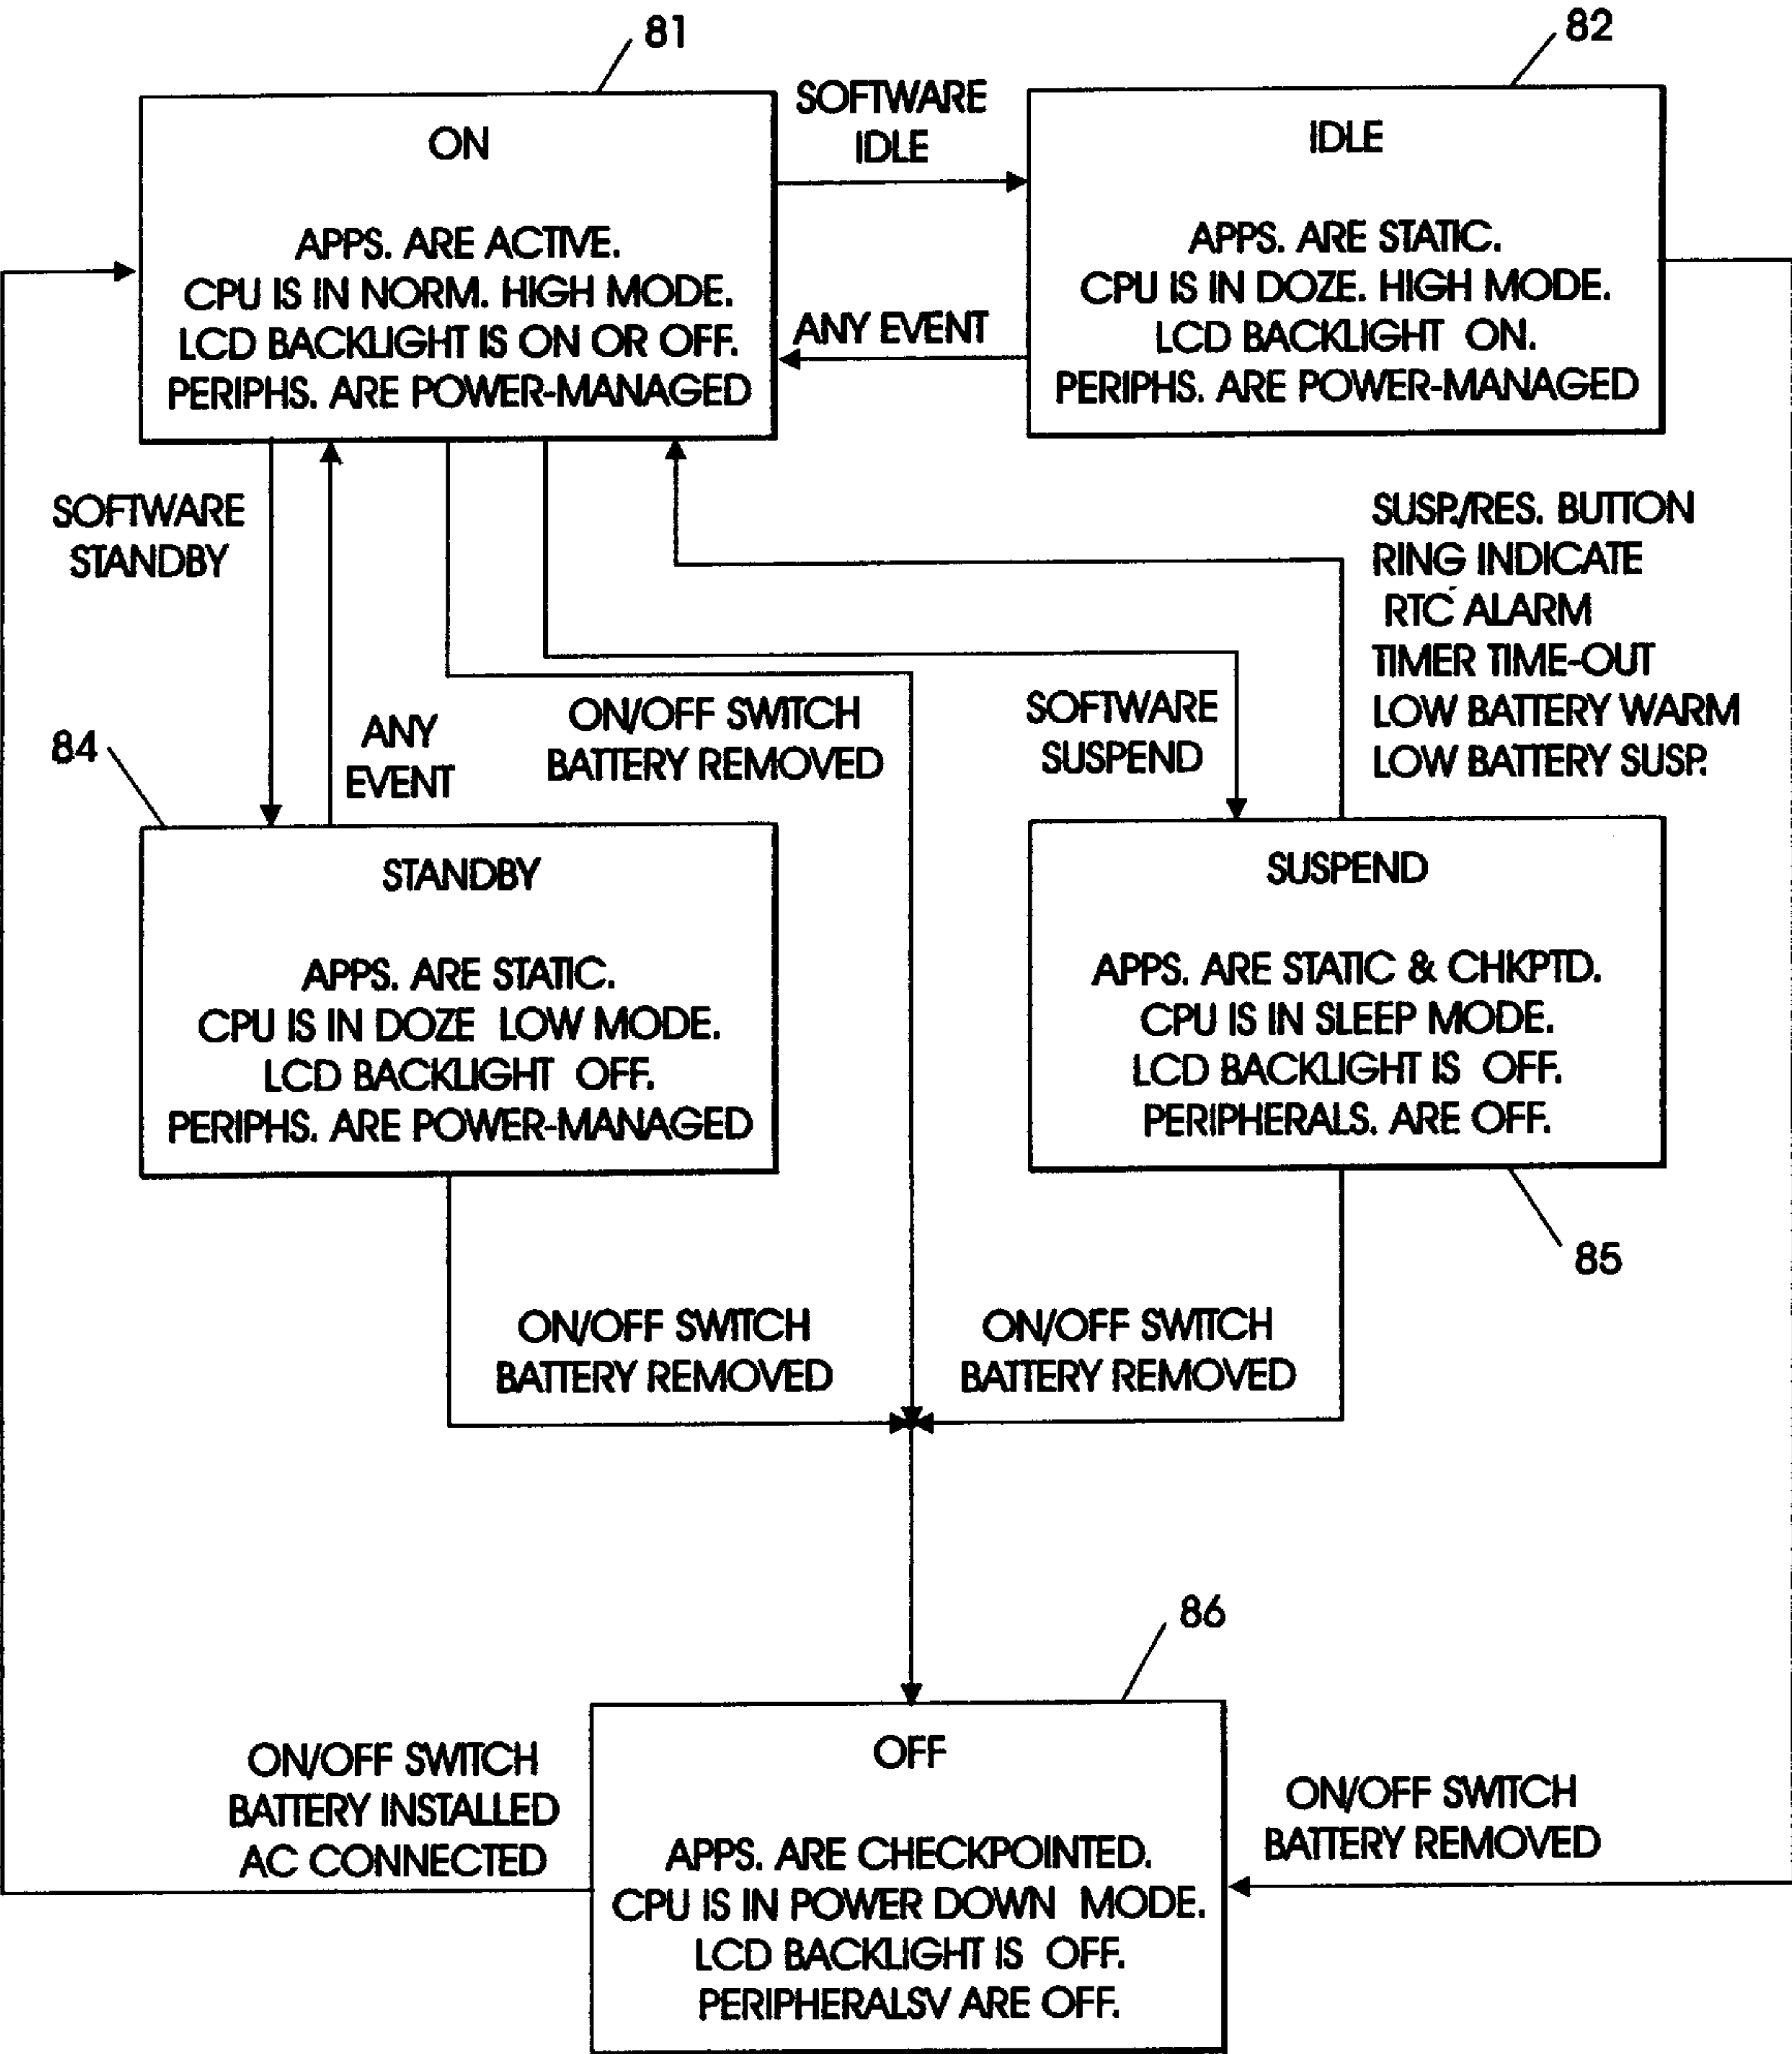 81
82
ON
APPS. ARE ACTIVE.
CPU IS IN NORM. HIGH MODE.
LCD BACKLIGHT IS ON OR OFF.
PERIPHS. ARE POWER-MANAGED
SOFTWARE
IDLE
ANY EVENT
IDLE
APPS. ARE STATIC.
CPU IS IN DOZE. HIGH MODE.
LCD BACKLIGHT ON.
PERIPHS. ARE POWER-MANAGED
SOFTWARE
STANDBY
ANY
EVENT
ON/OFF SWITCH
BATTERY REMOVED
SOFTWARE
SUSPEND
SUSP./RES. BUTTON
RING INDICATE
RTC ALARM
TIMER TIME-OUT
LOW BATTERY WARM
LOW BATTERY SUSP.
84
STANDBY
APPS. ARE STATIC.
CPU IS IN DOZE LOW MODE.
LCD BACKLIGHT OFF.
PERIPHS. ARE POWER-MANAGED
SUSPEND
APPS. ARE STATIC & CHKPTD.
CPU IS IN SLEEP MODE.
LCD BACKLIGHT IS OFF.
PERIPHERALS. ARE OFF.
85
ON/OFF SWITCH
BATTERY REMOVED
ON/OFF SWITCH
BATTERY REMOVED
86
ON/OFF SWITCH
BATTERY INSTALLED
AC CONNECTED
OFF
APPS. ARE CHECKPOINTED.
CPU IS IN POWER DOWN MODE.
LCD BACKLIGHT IS OFF.
PERIPHERALSV ARE OFF.
ON/OFF SWITCH
BATTERY REMOVED